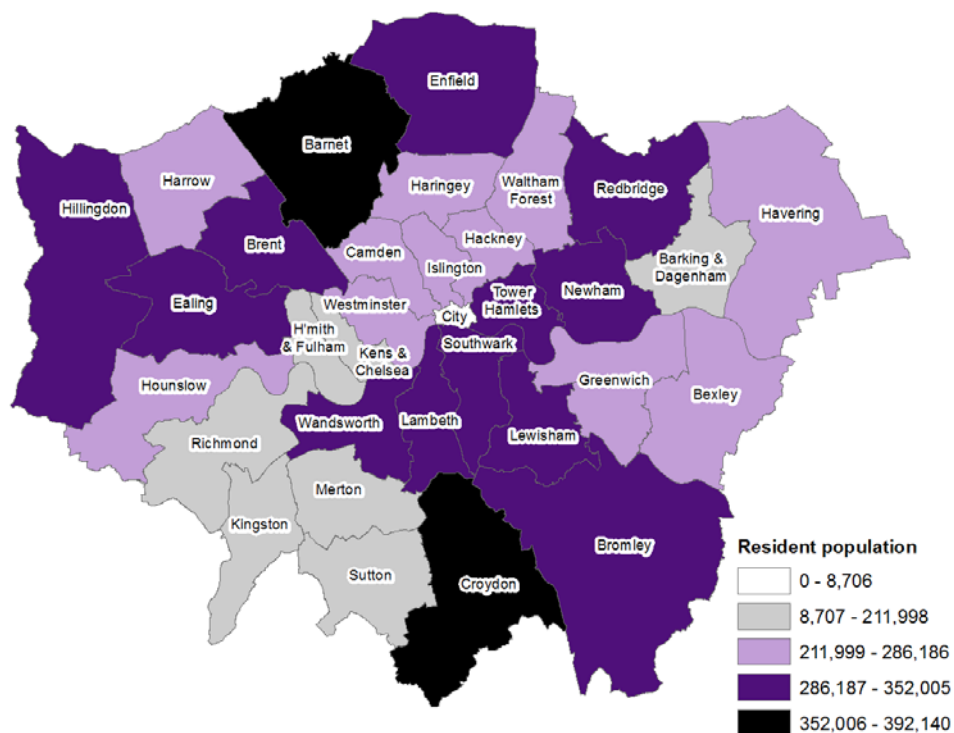 Enfield
Barnet
Harrow
Haringey
Waltham
Forest
Redbridge
Hillingdon
Havering
Brent
Camden
Hackney
Islington
Barking &
Dagenham
Ealing
Westminster
City
Tower
Hamlets
Newham
H'mith
& Fulham
Kens &
Chelsea
Southwark
Hounslow
Greenwich
Bexley
Richmond
Wandsworth
Lambeth
Lewisham
Merton
Kingston
Sutton
Croydon
Bromley
Resident population
0 - 8,706
8,707 - 211,998
211,999 - 286,186
286,187 - 352,005
352,006 - 392,140